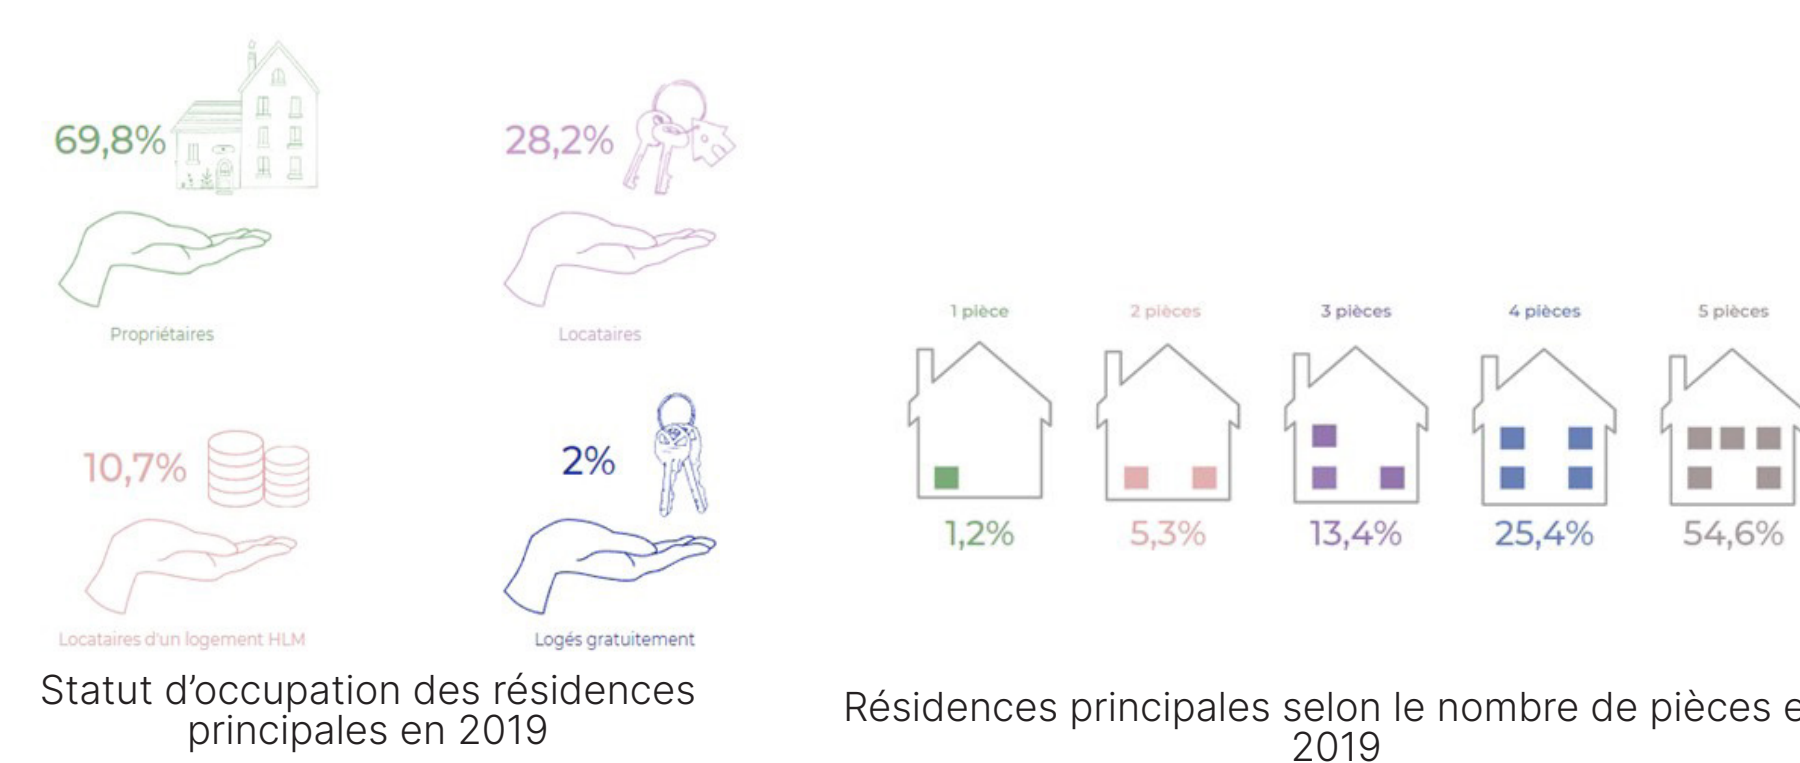 69,8%
Propriétaires
28,2%
Locataires
10,7%
Locataires d'un logement HLM
2%
Logés gratuitement
Statut d’occupation des résidences
principales en 2019
1 pièce
2 pièces
3 pièces
4 pièces
5 pièces
1,2%
5,3%
13,4%
25,4%
54,6%
Résidences principales selon le nombre de pièces e
2019